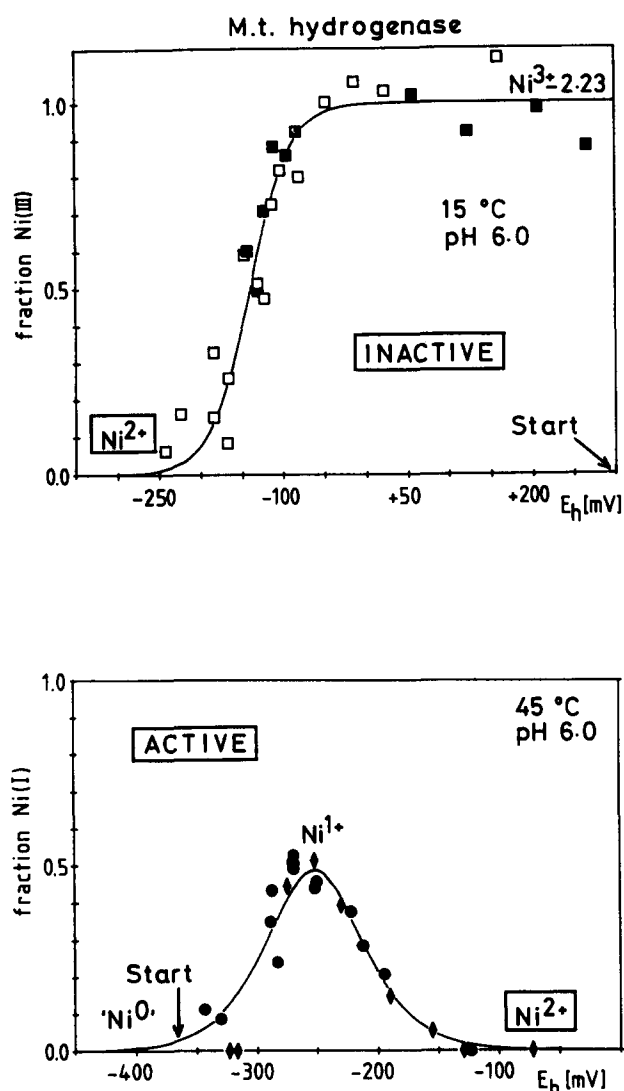 M.t. hydrogenase
fraction Ni(III)
1.0
0.5
0.0
Ni3+-2·23
15 °C
pH 6·0
INACTIVE
Ni2+
Start
-250
-100
+50
+200
Eh[mV]
fraction Ni(I)
1.0
0.5
0.0
ACTIVE
45 °C
pH 6·0
Ni1+
Start
'Ni0'
Ni2+
-400
-300
-200
-100
Eh[mV]